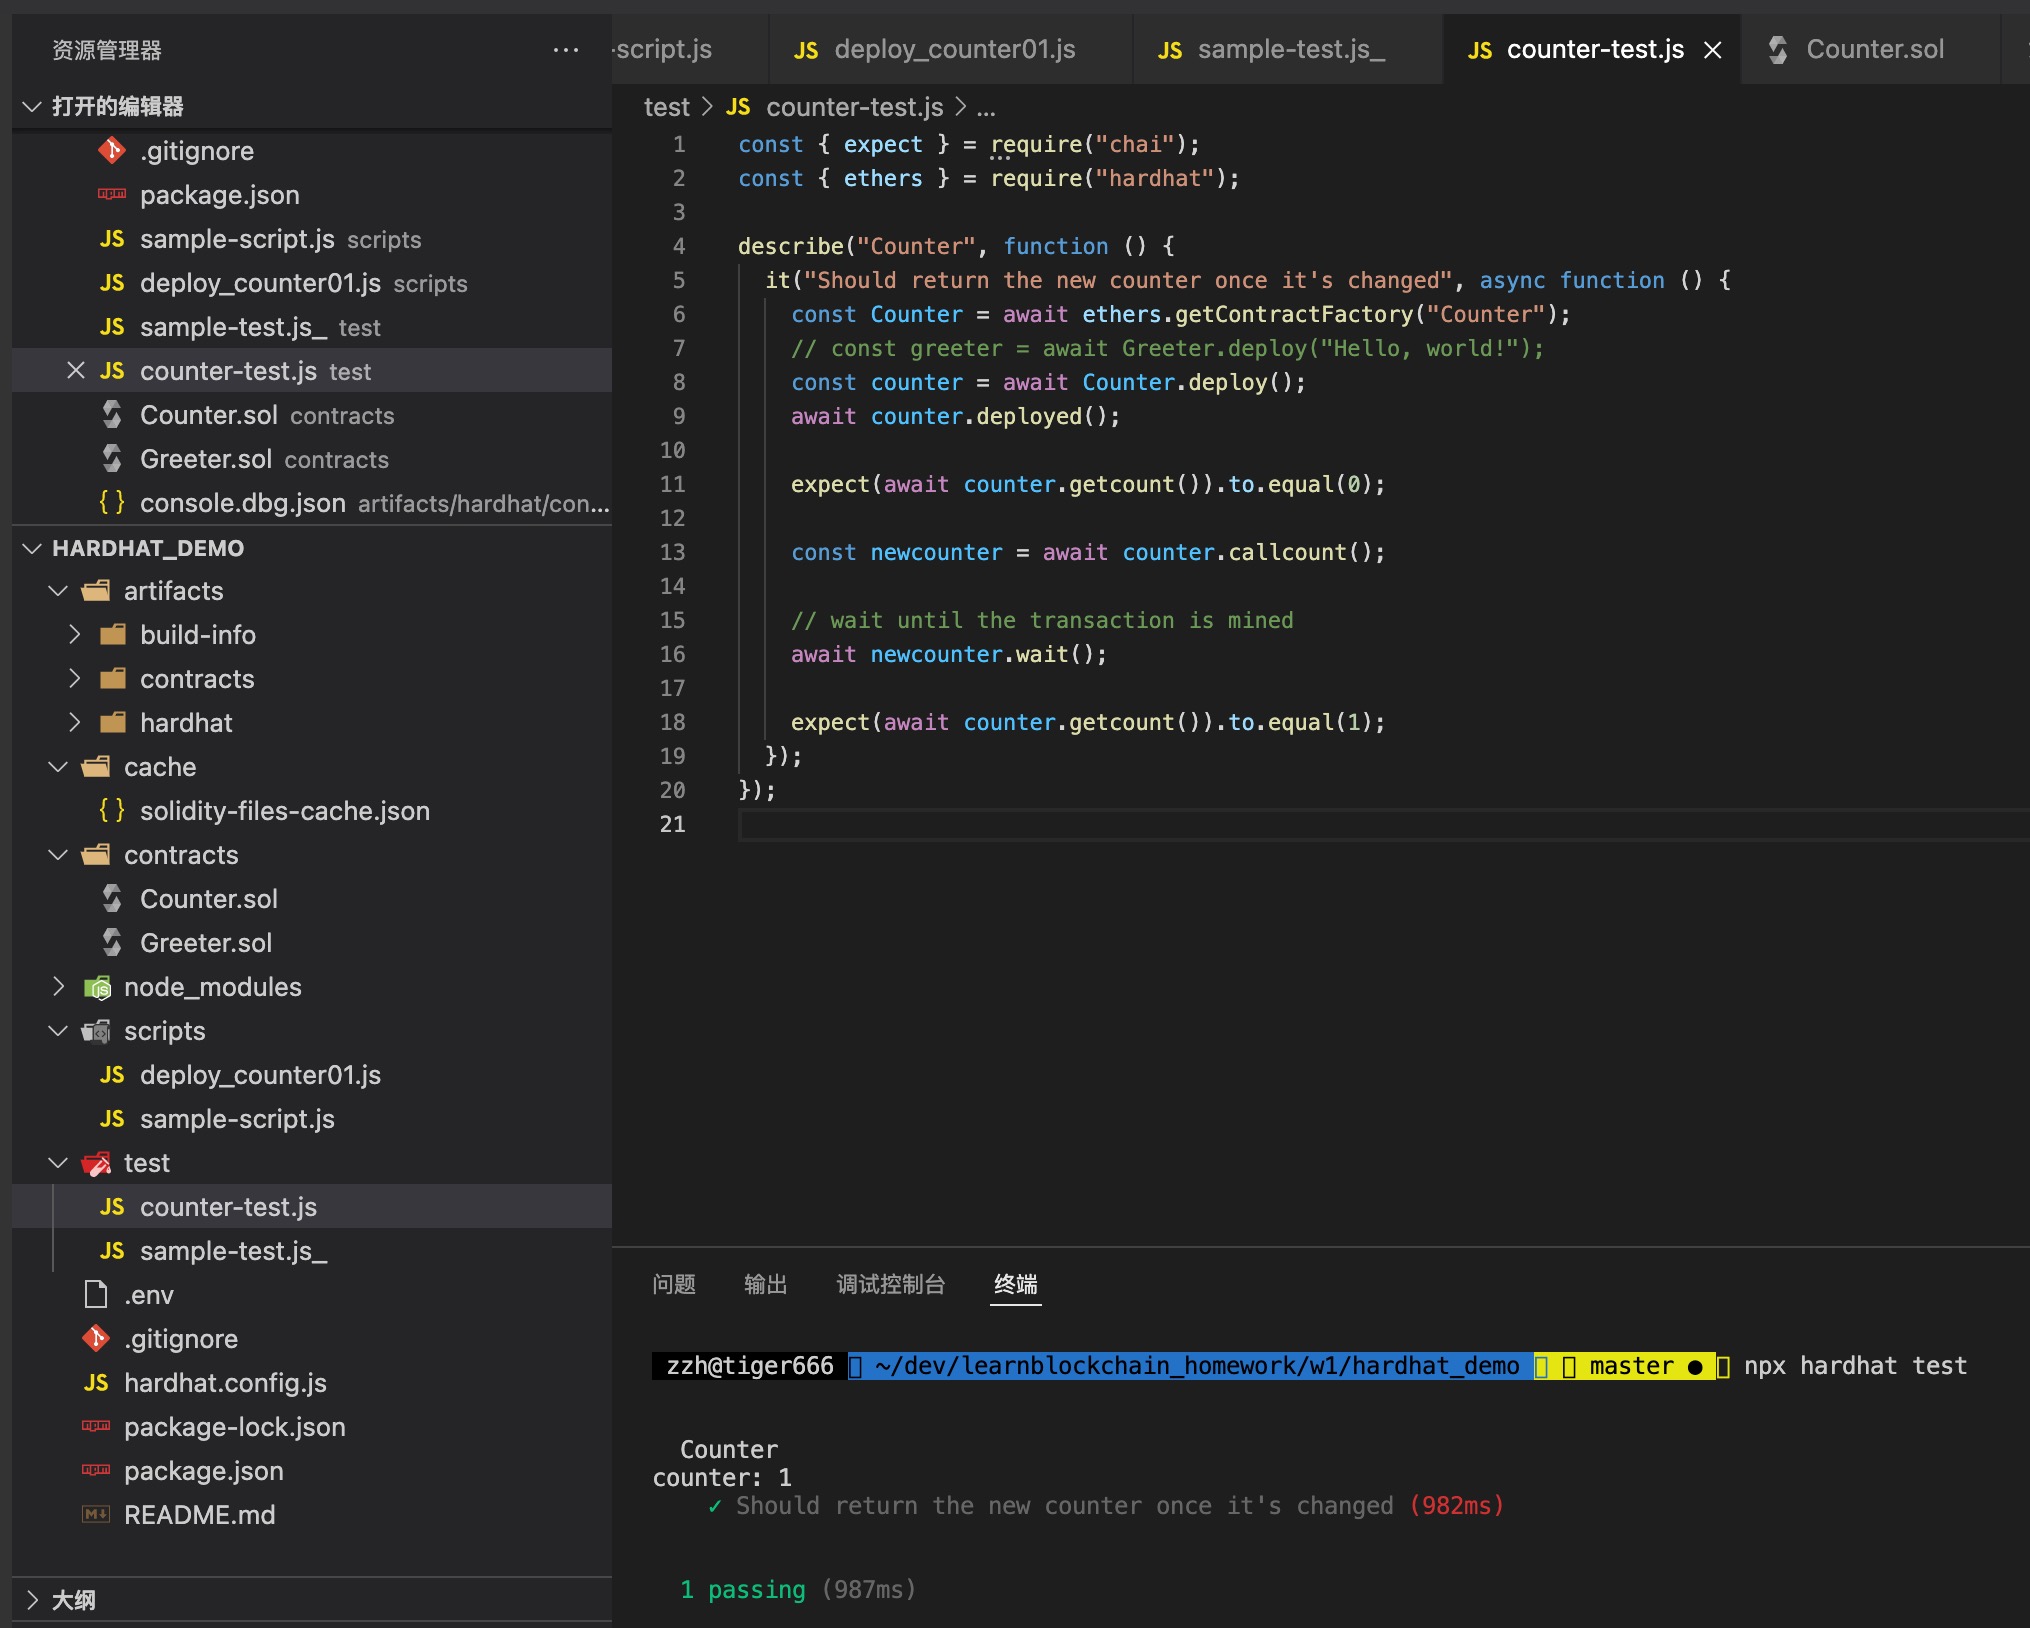 资源管理器
打开的编辑器
.gitignore
package.json
JS sample-script.js scripts
JS deploy_counter01.js scripts
JS sample-test.js_ test
JS counter-test.js test
Counter.sol contracts
Greeter.sol contracts
{ } console.dbg.json artifacts/hardhat/con...
HARDHAT_DEMO
artifacts
build-info
contracts
hardhat
cache
{ } solidity-files-cache.json
contracts
Counter.sol
Greeter.sol
node_modules
scripts
JS deploy_counter01.js
JS sample-script.js
test
JS counter-test.js
JS sample-test.js_
.env
.gitignore
JS hardhat.config.js
package-lock.json
package.json
README.md
大纲
-script.js JS deploy_counter01.js JS sample-test.js_ JS counter-test.js Counter.sol
test > JS counter-test.js > ...
1 const { expect } = require("chai");
2 const { ethers } = require("hardhat");
3
4 describe("Counter", function () {
5 it("Should return the new counter once it's changed", async function () {
6 const Counter = await ethers.getContractFactory("Counter");
7 // const greeter = await Greeter.deploy("Hello, world!");
8 const counter = await Counter.deploy();
9 await counter.deployed();
10
11 expect(await counter.getcount()).to.equal(0);
12
13 const newcounter = await counter.callcount();
14
15 // wait until the transaction is mined
16 await newcounter.wait();
17
18 expect(await counter.getcount()).to.equal(1);
19 });
20 });
21
问题 输出 调试控制台 终端
zzh@tiger666 ~/dev/learnblockchain_homework/w1/hardhat_demo master ● npx hardhat test
Counter
counter: 1
✓ Should return the new counter once it's changed (982ms)
1 passing (987ms)